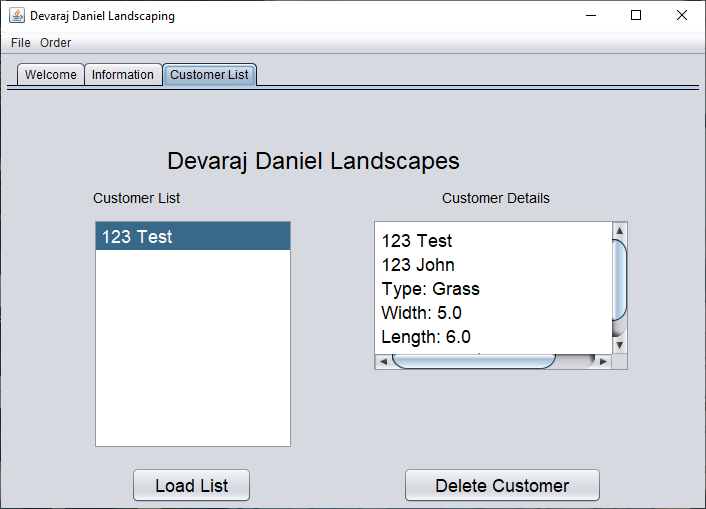 Devaraj Daniel Landscaping
File Order
Welcome Information Customer List
Devaraj Daniel Landscapes
Customer List Customer Details
123 Test
123 Test
123 John
Type: Grass
Width: 5.0
Length: 6.0
Load List Delete Customer